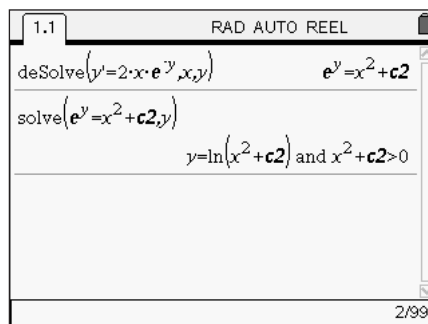 1.1 RAD AUTO REEL
deSolve(y'=2·x·e^-y,x,y) e^y=x^2+c2
solve(e^y=x^2+c2,y)
y=ln(x^2+c2) and x^2+c2>0
2/99